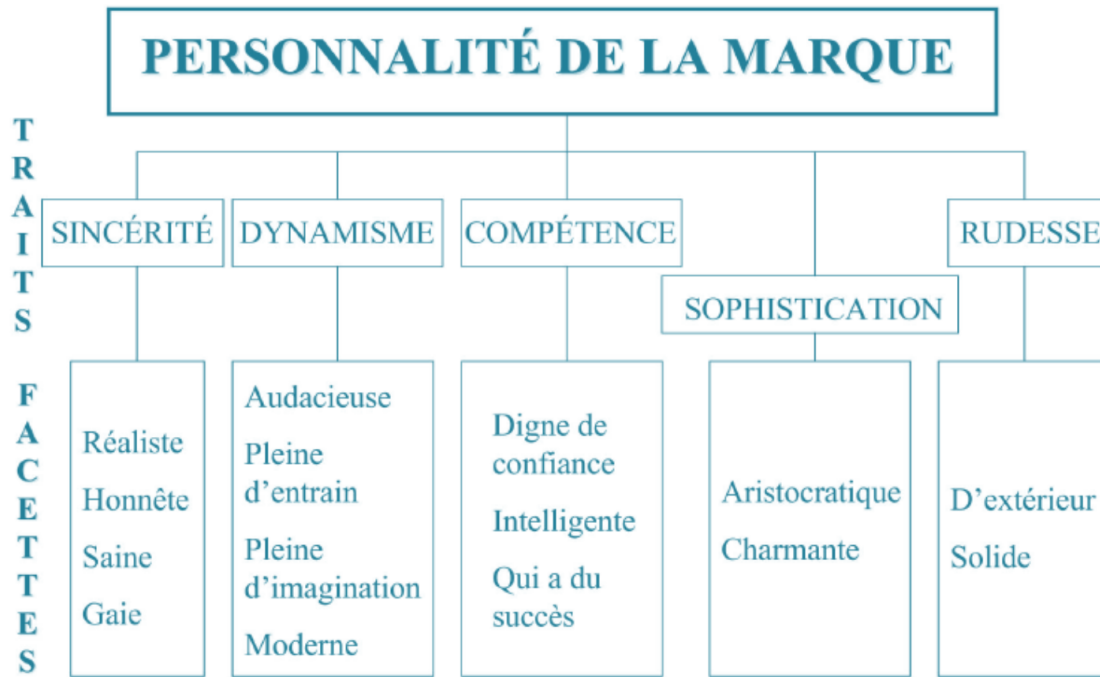 PERSONNALITÉ DE LA MARQUE
TRAITS
SINCÉRITÉ
DYNAMISME
COMPÉTENCE
SOPHISTICATION
RUDESSE
FACETTES
Réaliste
Honnête
Saine
Gaie
Audacieuse
Pleine
d'entrain
Pleine
d'imagination
Moderne
Digne de
confiance
Intelligente
Qui a du
succès
Aristocratique
Charmante
D'extérieur
Solide